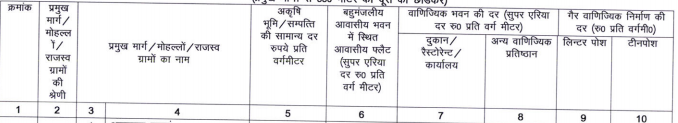 क्रमांक
प्रमुख
मार्ग/
मोहल्ल
ों/
राजस्व
ग्रामों
की
श्रेणी
प्रमुख मार्ग/मोहल्लों/राजस्व
ग्रामों का नाम
अकृषि
भूमि/सम्पत्ति
की सामान्य दर
रुपये प्रति
वर्गमीटर
बहुमंजलीय
आवासीय भवन
में स्थित
आवासीय फ्लैट
(सुपर एरिया
दर रु0 प्रति
वर्ग मीटर)
वाणिज्यिक भवन की दर (सुपर एरिया
दर रु0 प्रति वर्ग मीटर)
दुकान/
रैस्टोरेन्ट/
कार्यालय
अन्य वाणिज्यिक
प्रतिष्ठान
गैर वाणिज्यिक निर्माण की
दर (रु0 प्रति वर्गमी0)
लिन्टर पोश
टीनपोश
1 2 3 4 5 6 7 8 9 10